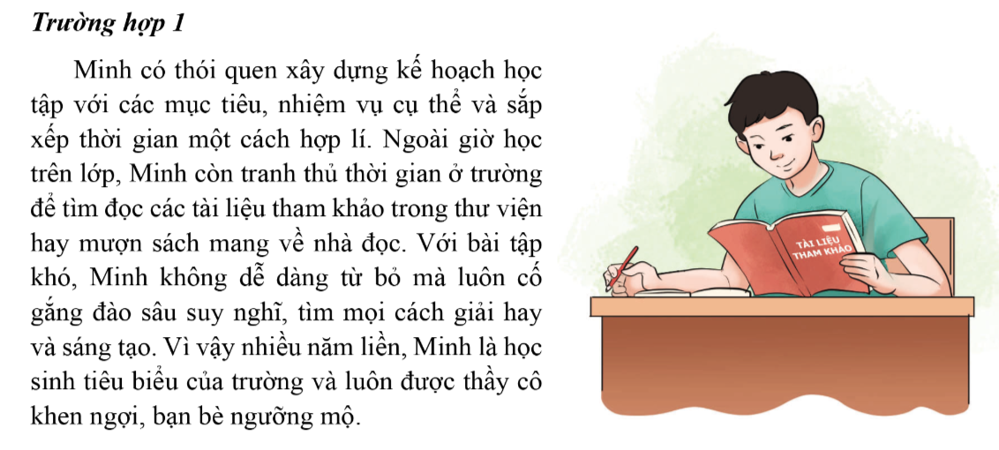 Trường hợp 1
Minh có thói quen xây dựng kế hoạch học
tập với các mục tiêu, nhiệm vụ cụ thể và sắp
xếp thời gian một cách hợp lí. Ngoài giờ học
trên lớp, Minh còn tranh thủ thời gian ở trường
để tìm đọc các tài liệu tham khảo trong thư viện
hay mượn sách mang về nhà đọc. Với bài tập
khó, Minh không dễ dàng từ bỏ mà luôn cố
gắng đào sâu suy nghĩ, tìm mọi cách giải hay
và sáng tạo. Vì vậy nhiều năm liền, Minh là học
sinh tiêu biểu của trường và luôn được thầy cô
khen ngợi, bạn bè ngưỡng mộ.
TÀI LIỆU
THAM KHẢO